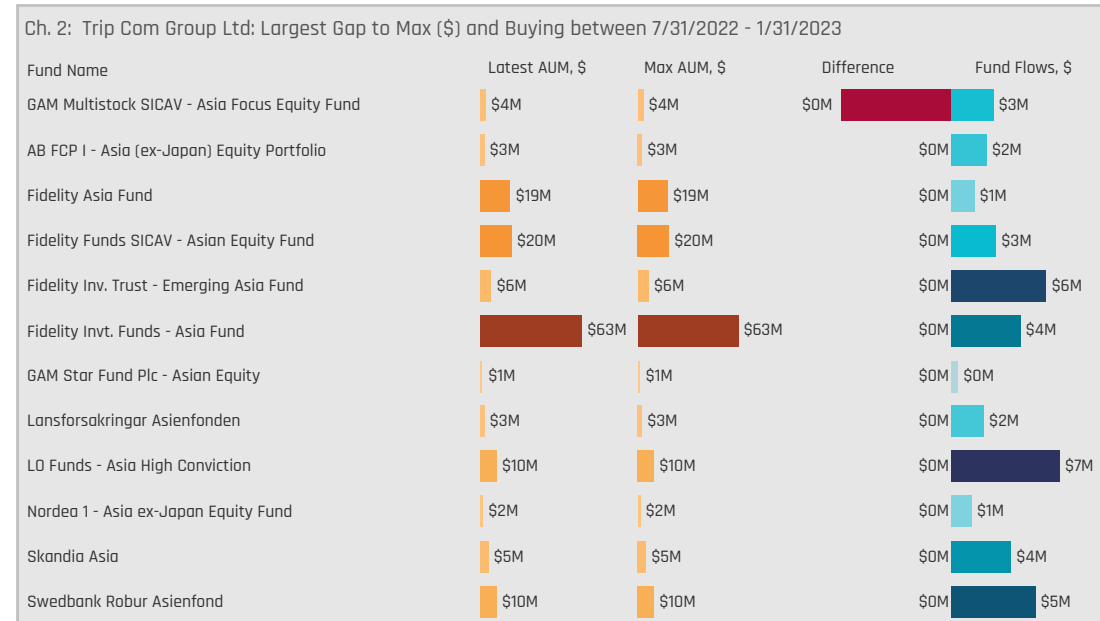 Ch. 2: Trip Com Group Ltd: Largest Gap to Max ($) and Buying between 7/31/2022 - 1/31/2023
Fund Name Latest AUM, $ Max AUM, $ Difference Fund Flows, $
GAM Multistock SICAV - Asia Focus Equity Fund $4M $4M $0M $3M
AB FCP I - Asia (ex-Japan) Equity Portfolio $3M $3M $0M $2M
Fidelity Asia Fund $19M $19M $0M $1M
Fidelity Funds SICAV - Asian Equity Fund $20M $20M $0M $3M
Fidelity Inv. Trust - Emerging Asia Fund $6M $6M $0M $6M
Fidelity Invt. Funds - Asia Fund $63M $63M $0M $4M
GAM Star Fund Plc - Asian Equity $1M $1M $0M $0M
Lansforsakringar Asienfonden $3M $3M $0M $2M
LO Funds - Asia High Conviction $10M $10M $0M $7M
Nordea 1 - Asia ex-Japan Equity Fund $2M $2M $0M $1M
Skandia Asia $5M $5M $0M $4M
Swedbank Robur Asienfond $10M $10M $0M $5M